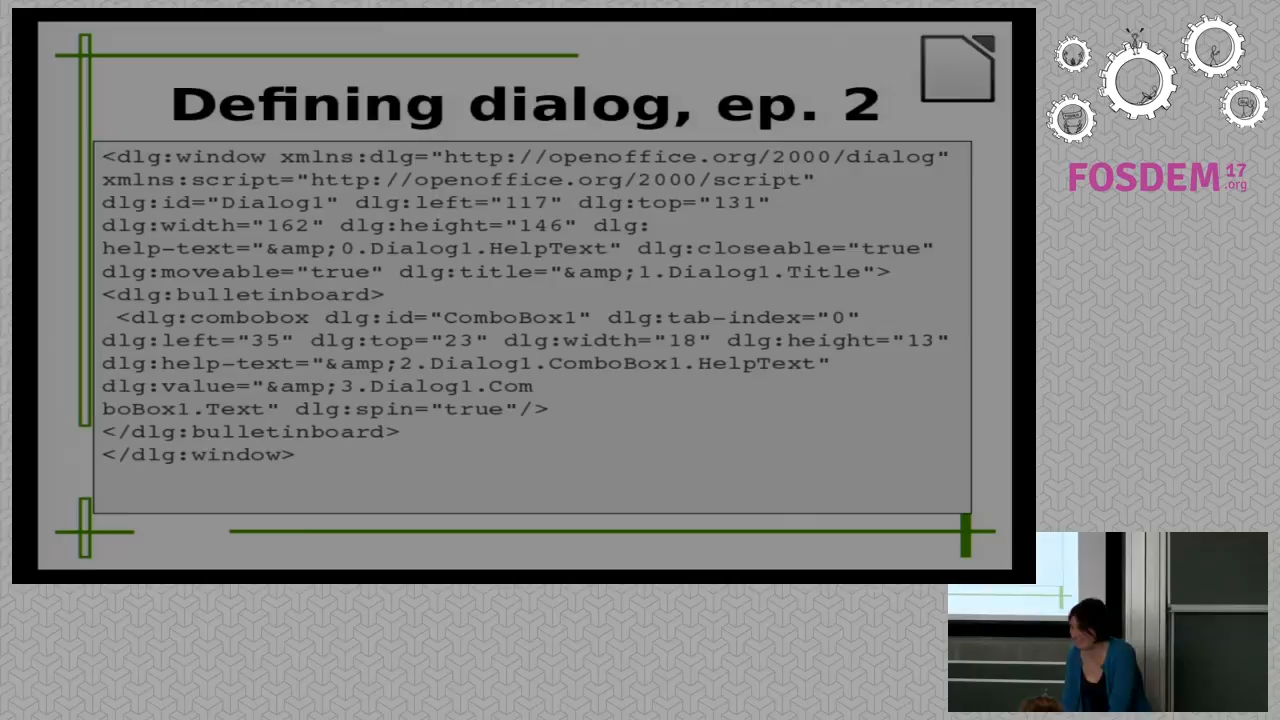 Defining dialog, ep. 2
<dlg:window xmlns:dlg="http://openoffice.org/2000/dialog"
xmlns:script="http://openoffice.org/2000/script"
dlg:id="Dialog1" dlg:left="117" dlg:top="131"
dlg:width="162" dlg:height="146" dlg:
help-text="&amp;0.Dialog1.HelpText" dlg:closeable="true"
dlg:moveable="true" dlg:title="&amp;1.Dialog1.Title">
<dlg:bulletinboard>
<dlg:combobox dlg:id="ComboBox1" dlg:tab-index="0"
dlg:left="35" dlg:top="23" dlg:width="18" dlg:height="13"
dlg:help-text="&amp;2.Dialog1.ComboBox1.HelpText"
dlg:value="&amp;3.Dialog1.Com
boBox1.Text" dlg:spin="true"/>
</dlg:bulletinboard>
</dlg:window>
FOSDEM 17
.org